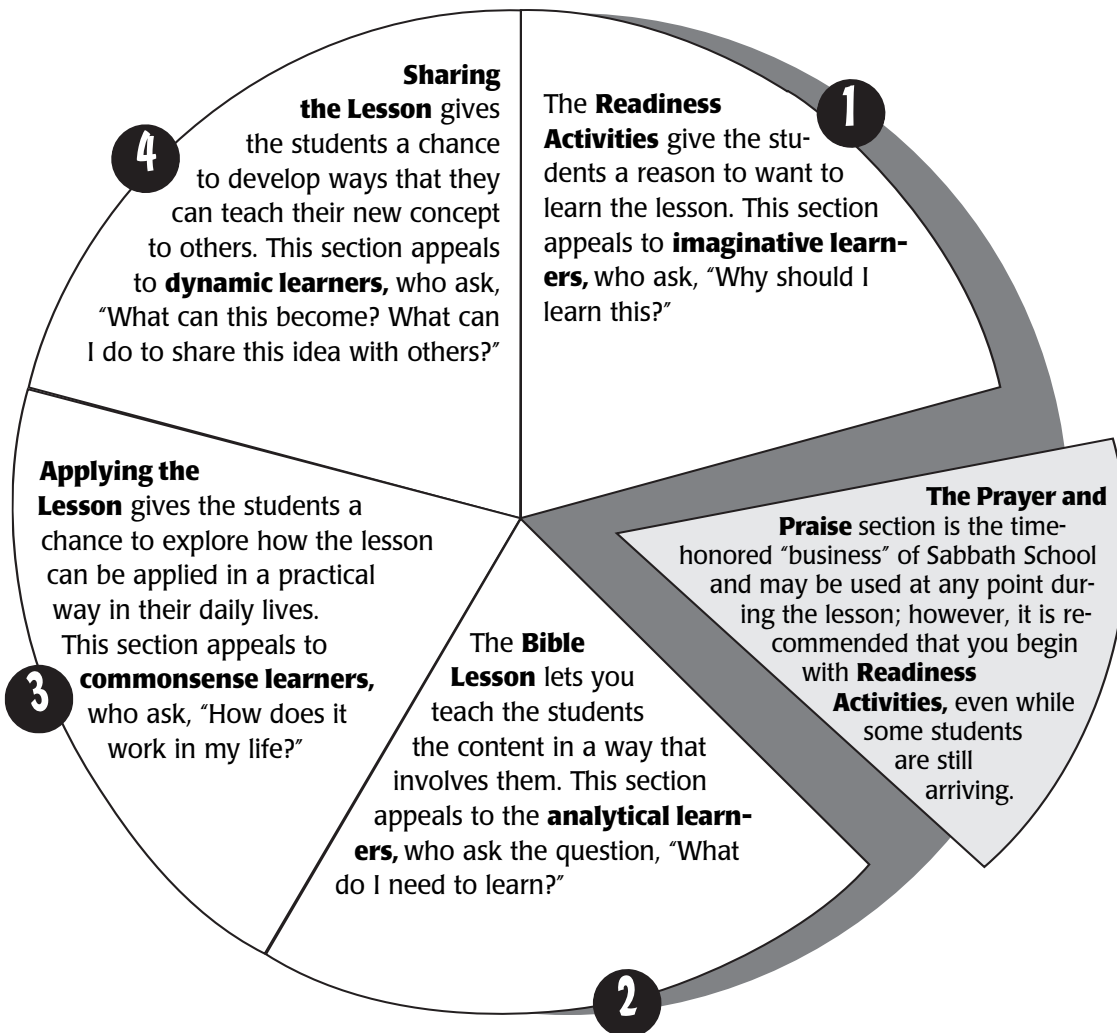 1
The Readiness
Activities give the stu-
dents a reason to want to
learn the lesson. This section
appeals to imaginative learn-
ers, who ask, “Why should I
learn this?”
The Prayer and
Praise section is the time-
honored “business” of Sabbath School
and may be used at any point dur-
ing the lesson; however, it is re-
commended that you begin
with Readiness
Activities, even while
some students
are still
arriving.
2
The Bible
Lesson lets you
teach the students
the content in a way that
involves them. This section
appeals to the analytical learn-
ers, who ask the question, “What
do I need to learn?”
3
Applying the
Lesson gives the students a
chance to explore how the lesson
can be applied in a practical
way in their daily lives.
This section appeals to
commonsense learners,
who ask, “How does it
work in my life?”
4
Sharing
the Lesson gives
the students a chance
to develop ways that they
can teach their new concept
to others. This section appeals
to dynamic learners, who ask,
“What can this become? What can
I do to share this idea with others?”